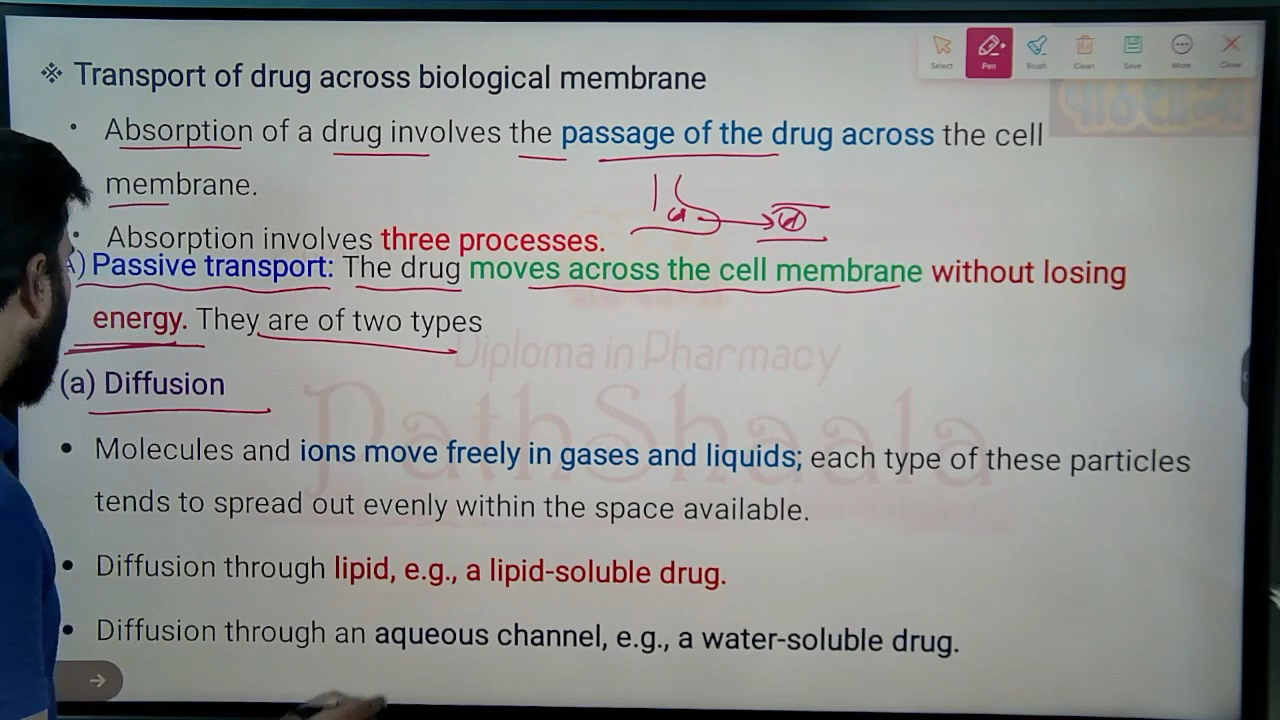 Select Pen Brush Clean Save More Close
❖ Transport of drug across biological membrane
पाठशाला
• Absorption of a drug involves the passage of the drug across the cell
membrane.
• Absorption involves three processes.
A) Passive transport: The drug moves across the cell membrane without losing
energy. They are of two types
Diploma in Pharmacy
(a) Diffusion
PathShaala
• Molecules and ions move freely in gases and liquids; each type of these particles
tends to spread out evenly within the space available.
• Diffusion through lipid, e.g., a lipid-soluble drug.
• Diffusion through an aqueous channel, e.g., a water-soluble drug.